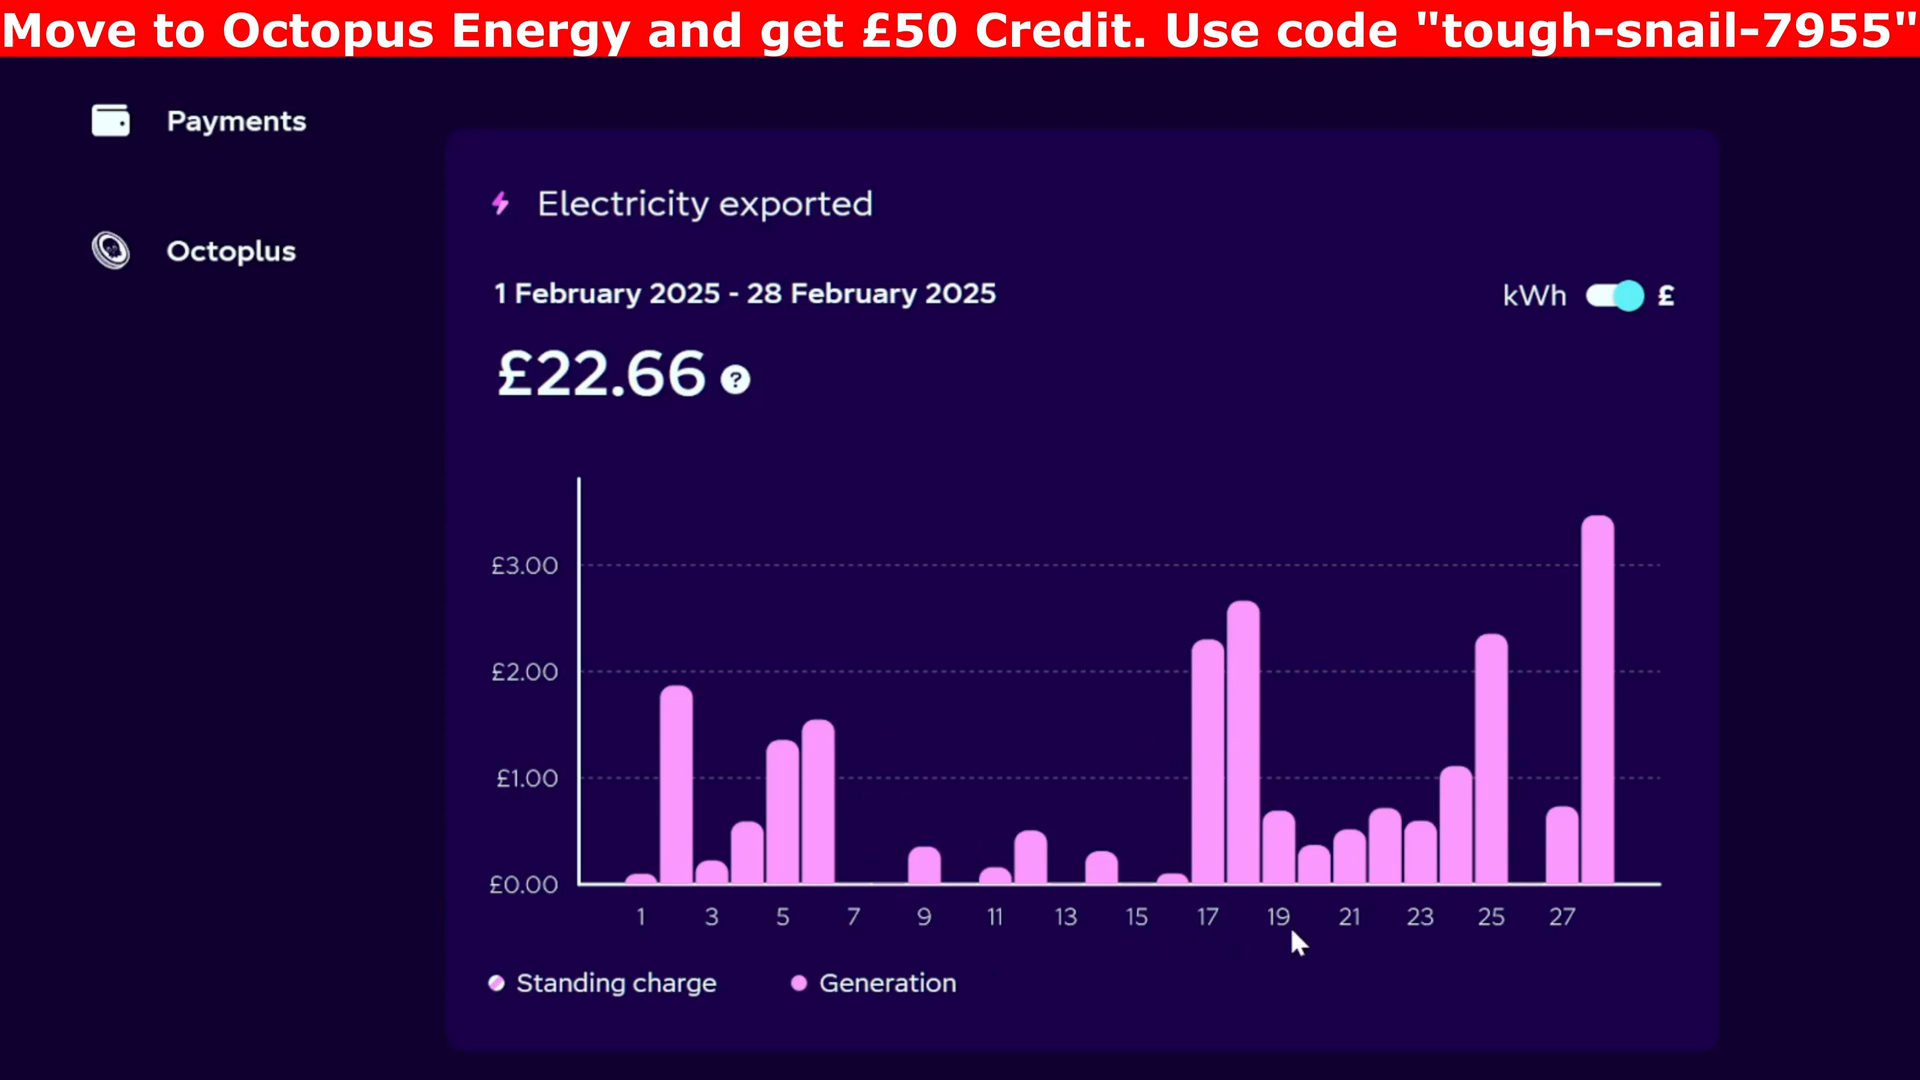 Move to Octopus Energy and get £50 Credit. Use code "tough-snail-7955"
Payments
Octoplus
Electricity exported
1 February 2025 - 28 February 2025
kWh £
£22.66 ?
£3.00
£2.00
£1.00
£0.00
1 3 5 7 9 11 13 15 17 19 21 23 25 27
Standing charge Generation